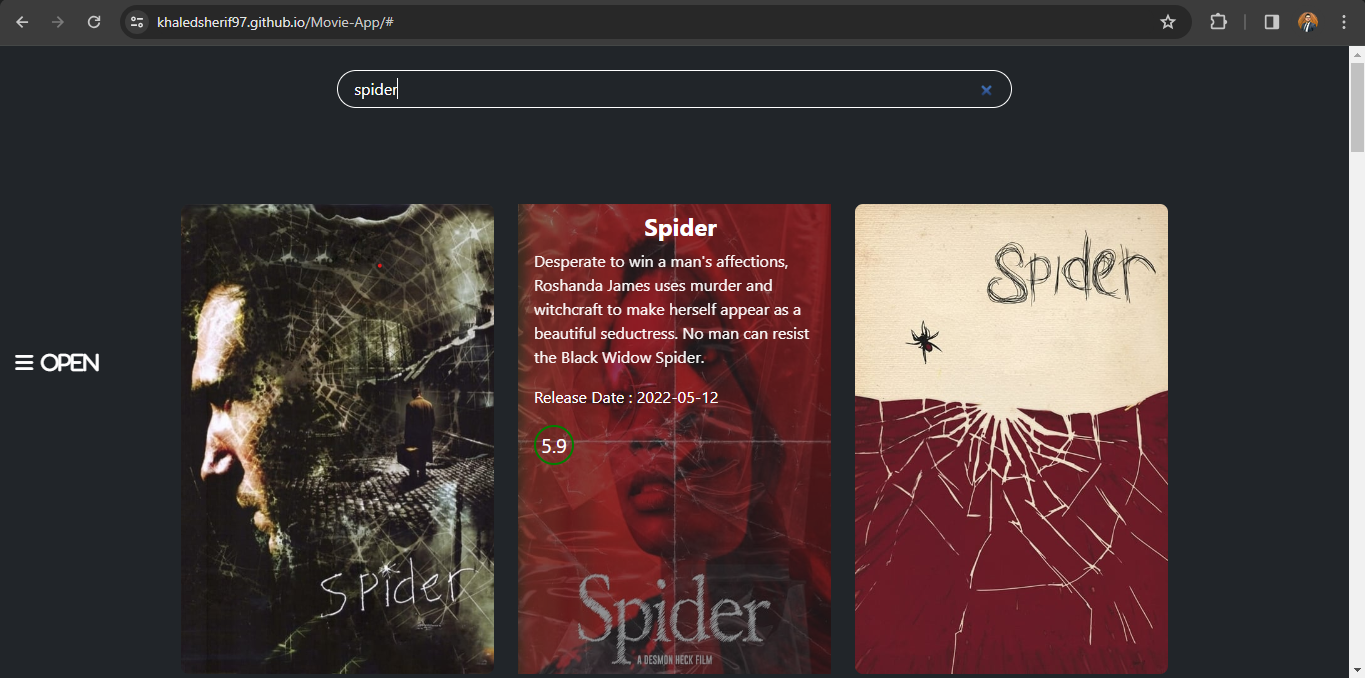 khaledsherif97.github.io/Movie-App/#
spider
OPEN
Spider
Desperate to win a man's affections,
Roshanda James uses murder and
witchcraft to make herself appear as a
beautiful seductress. No man can resist
the Black Widow Spider.
Release Date : 2022-05-12
5.9
spider
Spider
A DESMON HECK FILM
Spider